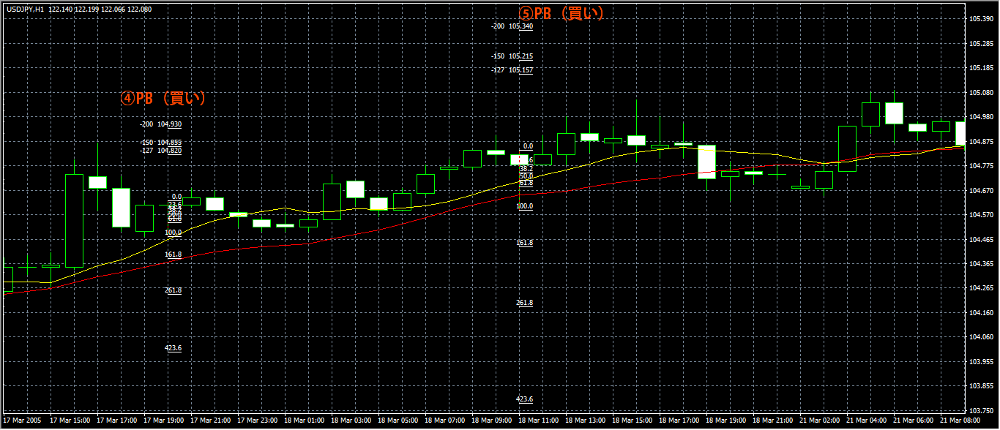 USDJPY,H1 122.140 122.199 122.066 122.080
⑤PB（買い）
-200 105.340
-150 105.215
-127 105.157
④PB（買い）
-200 104.930
-150 104.855
-127 104.820
0.0
38.2
50.0
61.8
100.0
161.8
261.8
423.6
0.0
23.6
61.8
100.0
161.8
261.8
423.6
105.390
105.285
105.185
105.080
104.980
104.875
104.775
104.670
104.570
104.465
104.365
104.265
104.160
104.060
103.955
103.855
103.750
17 Mar 2005
17 Mar 15:00
17 Mar 17:00
17 Mar 19:00
17 Mar 21:00
17 Mar 23:00
18 Mar 01:00
18 Mar 03:00
18 Mar 05:00
18 Mar 07:00
18 Mar 09:00
18 Mar 11:00
18 Mar 13:00
18 Mar 15:00
18 Mar 17:00
18 Mar 19:00
18 Mar 21:00
21 Mar 02:00
21 Mar 04:00
21 Mar 06:00
21 Mar 08:00